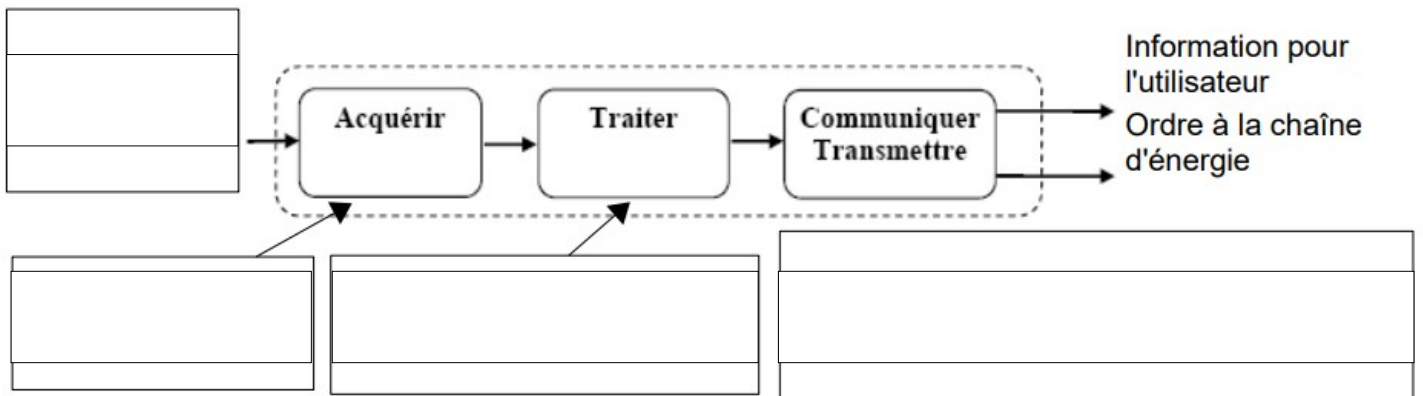 Information pour
l'utilisateur
Acquérir
Traiter
Communiquer
Transmettre
Ordre à la chaîne
d'énergie